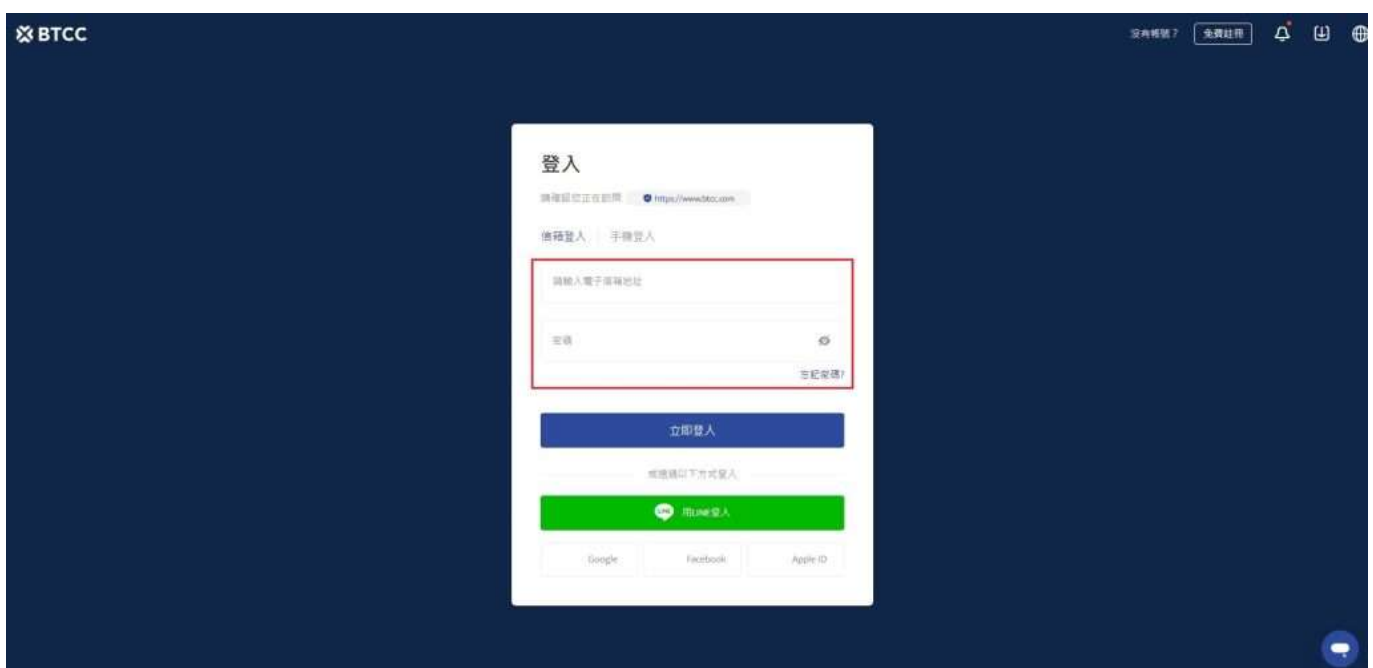 BTCC
沒有帳號？ 免費註冊
登入
請確認您正在訪問 https://www.btcc.com
信箱登入 手機登入
請輸入電子信箱地址
密碼
忘記密碼?
立即登入
或透過以下方式登入
LINE 用LINE登入
Google Facebook Apple ID